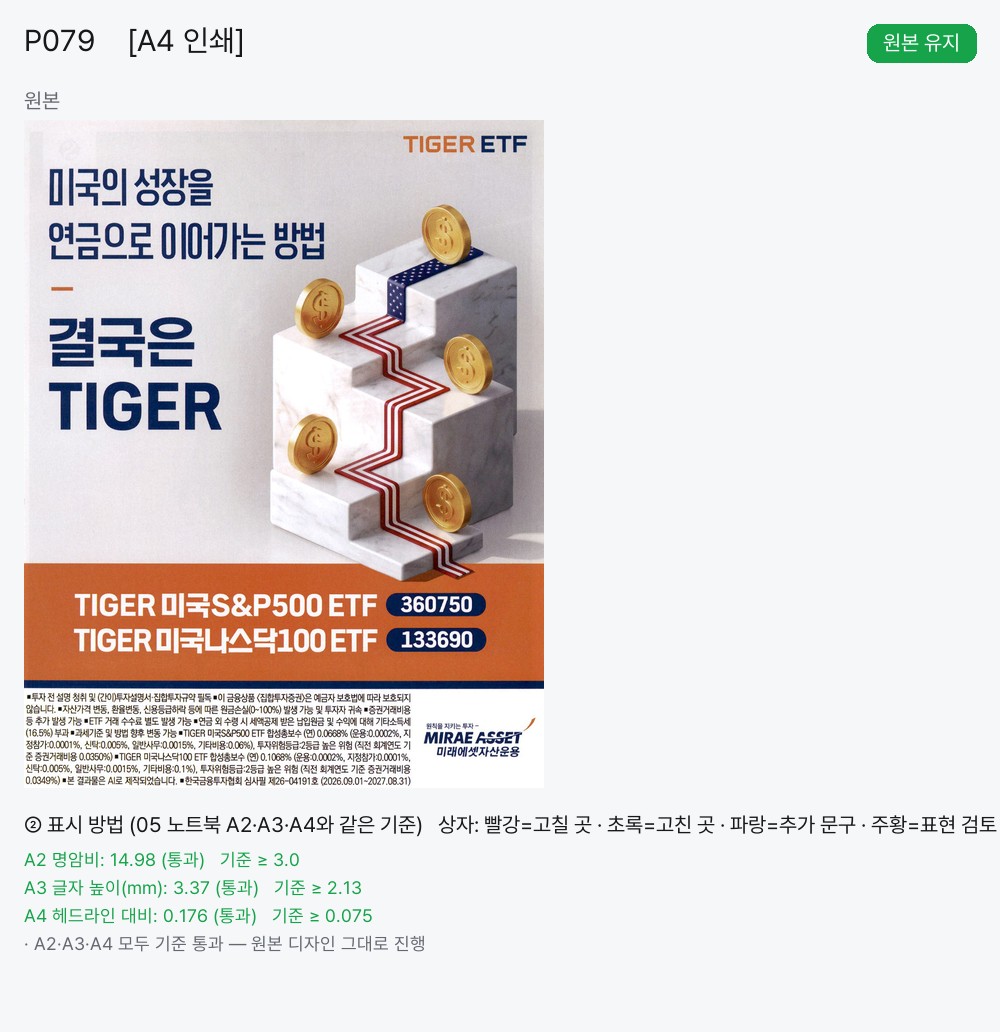 P079 [A4 인쇄]
원본 유지
원본
TIGER ETF
미국의 성장을
연금으로 이어가는 방법
결국은
TIGER
TIGER 미국S&P500 ETF 360750
TIGER 미국나스닥100 ETF 133690
▪투자 전 설명 청취 및 (간이)투자설명서·집합투자규약 필독 ▪이 금융상품 <집합투자증권>은 예금자 보호법에 따라 보호되지
않습니다. ▪자산가격 변동, 환율변동, 신용등급하락 등에 따른 원금손실(0~100%) 발생 가능 및 투자자 귀속 ▪증권거래비용
등 추가 발생 가능 ▪ETF 거래 수수료 별도 발생 가능 ▪연금 외 수령 시 세액공제 받은 납입원금 및 수익에 대해 기타소득세
(16.5%) 부과 ▪과세기준 및 방법 향후 변동 가능 ▪TIGER 미국S&P500 ETF 합성총보수 (연) 0.0668% (운용:0.0002%, 지
정참가:0.0001%, 신탁:0.005%, 일반사무:0.0015%, 기타비용:0.06%), 투자위험등급:2등급 높은 위험 (직전 회계연도 기
준 증권거래비용 0.0350%) ▪TIGER 미국나스닥100 ETF 합성총보수 (연) 0.1068% (운용:0.0002%, 지정참가:0.0001%,
신탁:0.005%, 일반사무:0.0015%, 기타비용:0.1%), 투자위험등급:2등급 높은 위험 (직전 회계연도 기준 증권거래비용
0.0349%) ▪본 결과물은 AI로 제작되었습니다. ▪한국금융투자협회 심사필 제26-04191호 (2026.09.01~2027.08.31)
원칙을 지키는 투자 –
MIRAE ASSET
미래에셋자산운용
② 표시 방법 (05 노트북 A2·A3·A4와 같은 기준) 상자: 빨강=고칠 곳 · 초록=고친 곳 · 파랑=추가 문구 · 주황=표현 검토
A2 명암비: 14.98 (통과) 기준 ≥ 3.0
A3 글자 높이(mm): 3.37 (통과) 기준 ≥ 2.13
A4 헤드라인 대비: 0.176 (통과) 기준 ≥ 0.075
· A2·A3·A4 모두 기준 통과 — 원본 디자인 그대로 진행